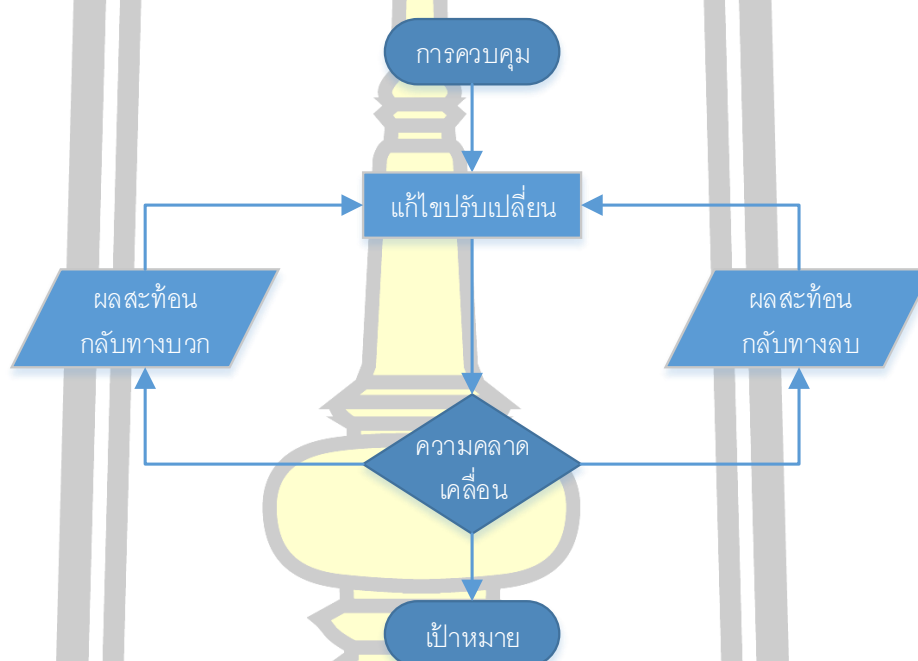 การควบคุม
แก้ไขปรับเปลี่ยน
ผลสะท้อน
กลับทางบวก
ผลสะท้อน
กลับทางลบ
ความคลาด
เคลื่อน
เป้าหมาย